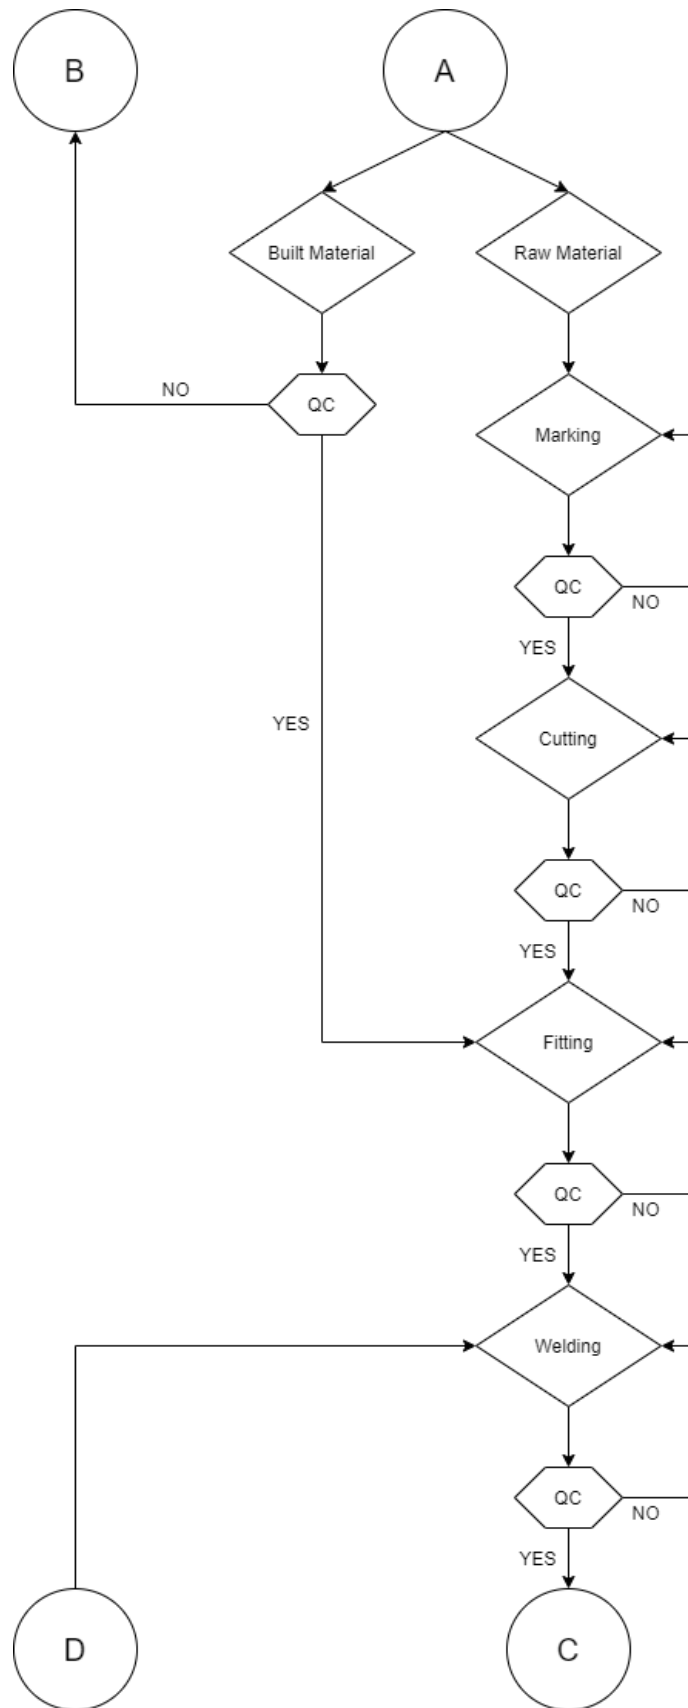 B
A
Built Material
Raw Material
NO
QC
Marking
QC
NO
YES
YES
Cutting
QC
NO
YES
Fitting
QC
NO
YES
Welding
QC
NO
YES
D
C